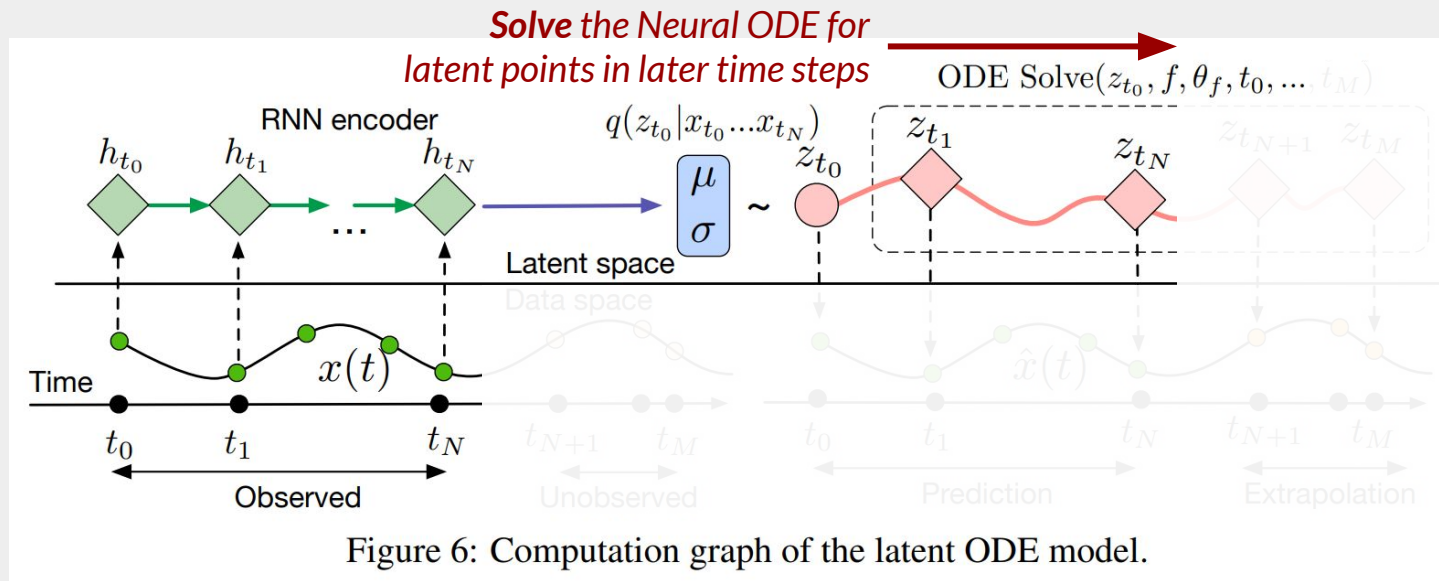 Solve the Neural ODE for
latent points in later time steps
ODE Solve(z_{t_0}, f, θ_f, t_0, ..., t_M)
RNN encoder
q(z_{t_0}|x_{t_0}...x_{t_N})
h_{t_0} h_{t_1} h_{t_N}
z_{t_0} z_{t_1} z_{t_N} z_{t_{N+1}} z_{t_M}
μ
...
~
σ
Latent space
Data space
x(t) x̂(t)
Time
t_0 t_1 t_N t_{N+1} t_M t_0 t_1 t_N t_{N+1} t_M
Observed Unobserved Prediction Extrapolation
Figure 6: Computation graph of the latent ODE model.